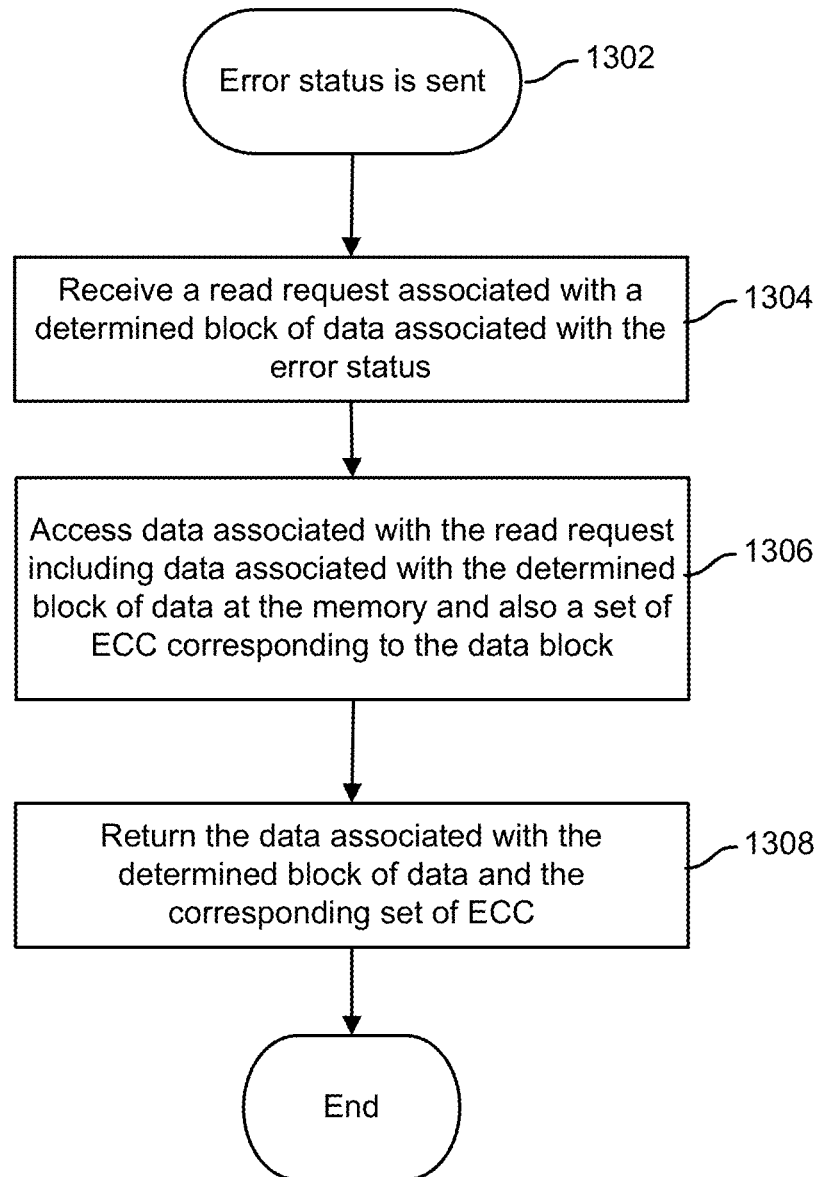 Error status is sent
1302
Receive a read request associated with a
determined block of data associated with the
error status
1304
Access data associated with the read request
including data associated with the determined
block of data at the memory and also a set of
ECC corresponding to the data block
1306
Return the data associated with the
determined block of data and the
corresponding set of ECC
1308
End